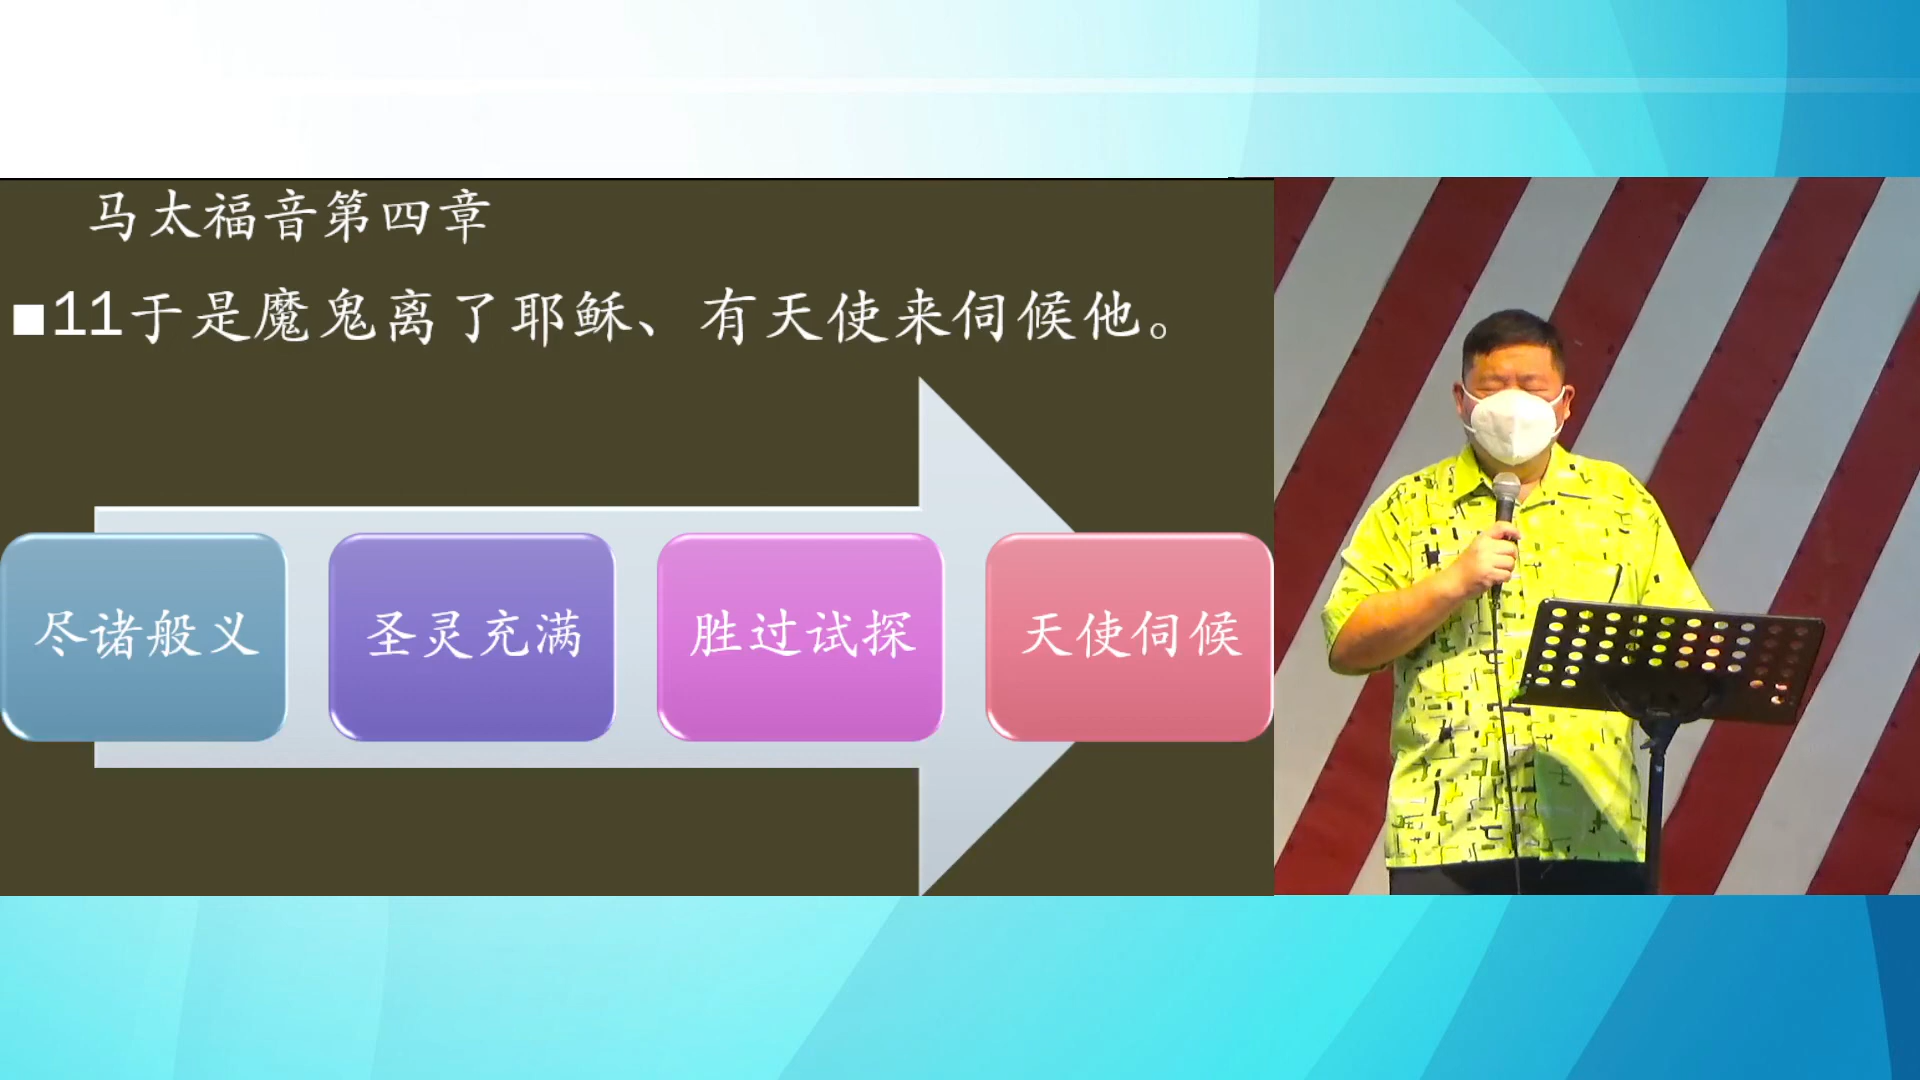 马太福音第四章
■11于是魔鬼离了耶稣、有天使来伺候他。
尽诸般义
圣灵充满
胜过试探
天使伺候